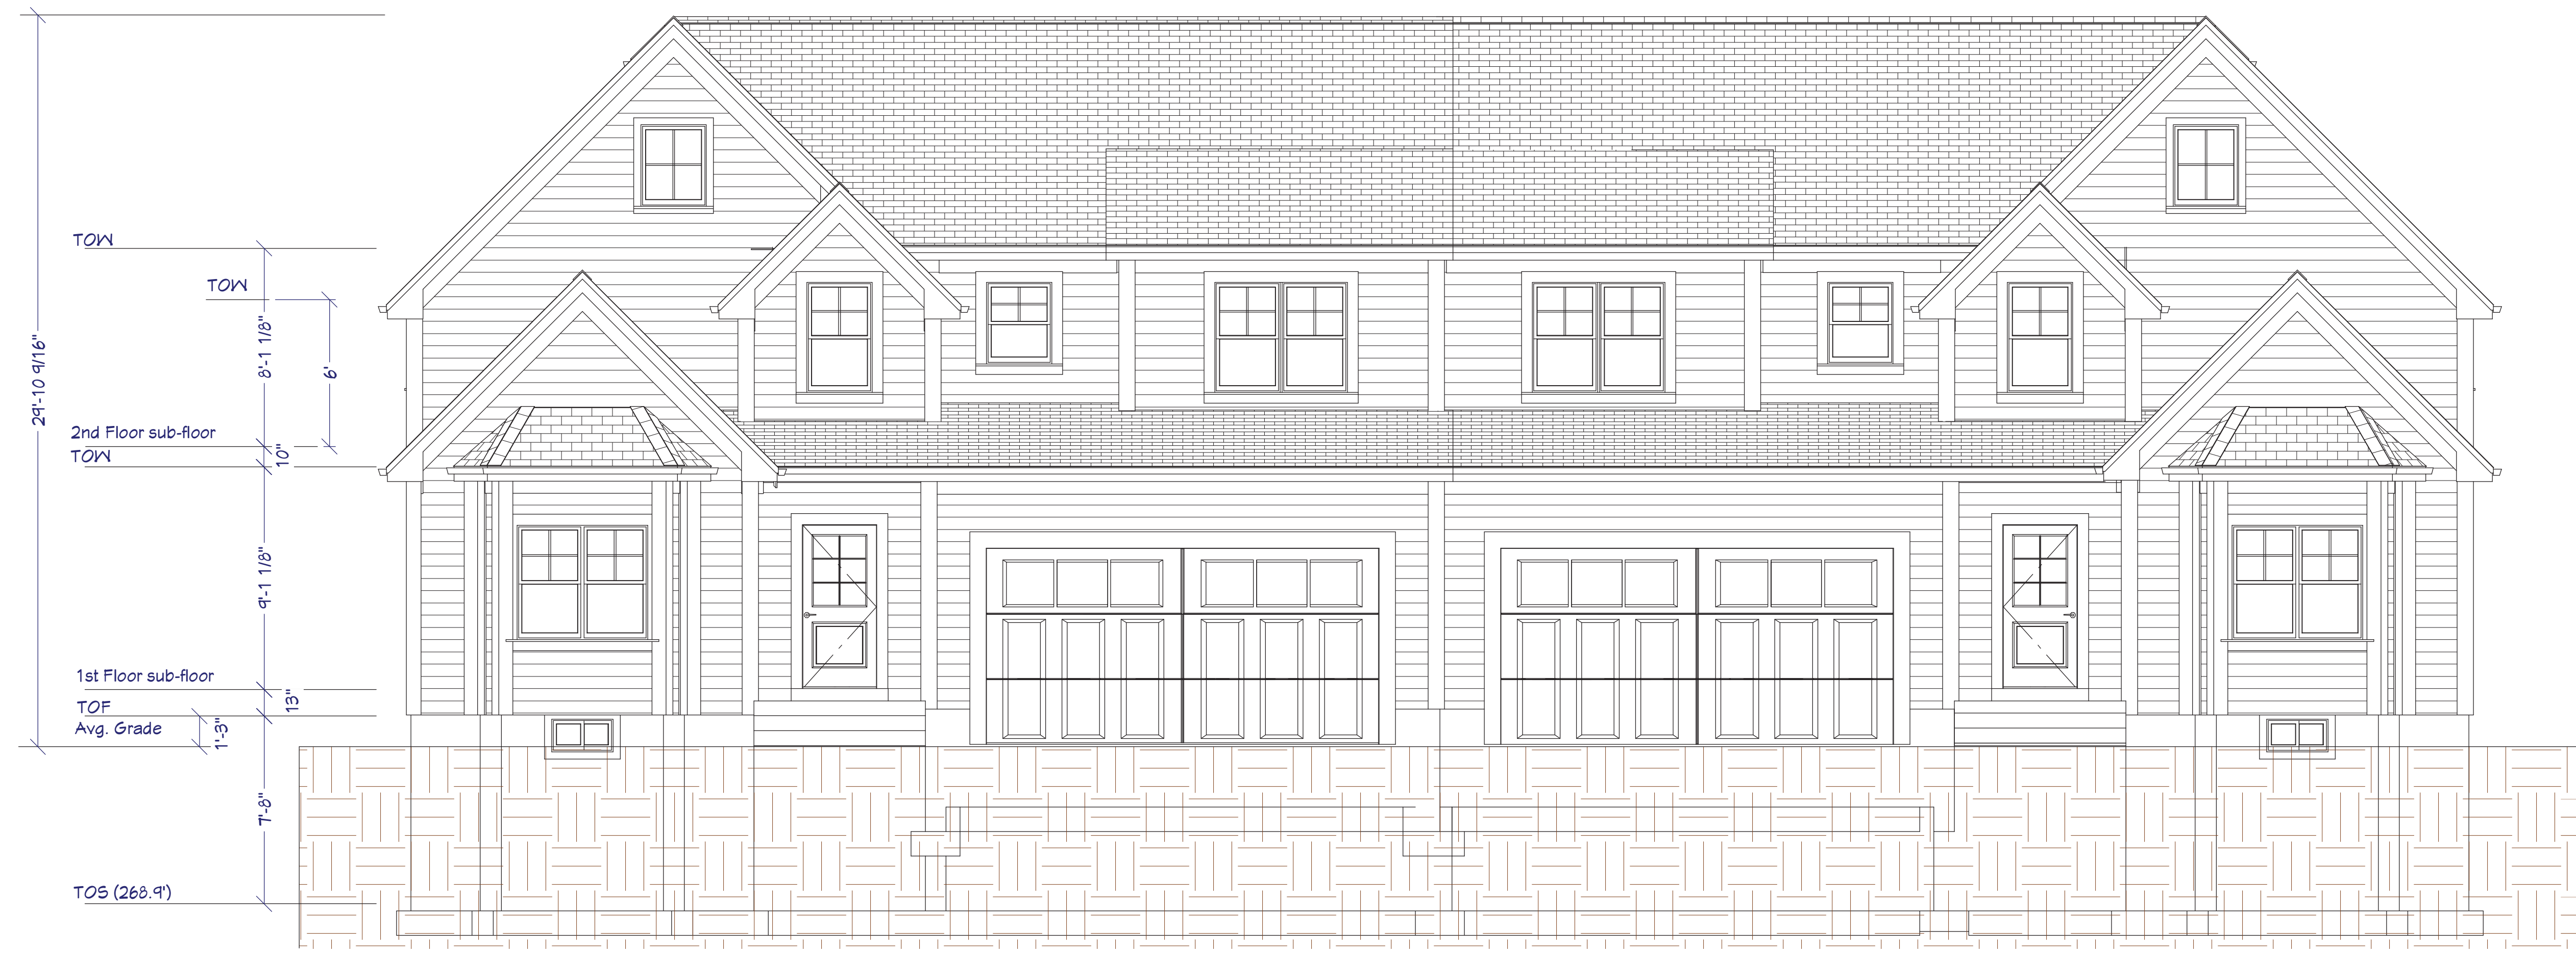 29'-10 9/16"
TOW
TOW
8'-1 1/8"
6'
2nd Floor sub-floor
10"
TOW
9'-1 1/8"
1st Floor sub-floor
13"
TOF
Avg. Grade
1'-3"
7'-8"
TOS (268.9')